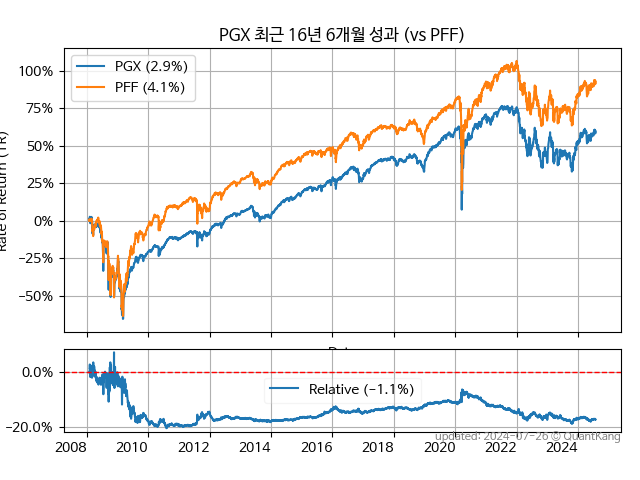 PGX 최근 16년 6개월 성과 (vs PFF)
PGX (2.9%)
PFF (4.1%)
100%
75%
50%
25%
0%
−25%
−50%
Rate of Return (TR)
Relative (−1.1%)
0.0%
−20.0%
2008 2010 2012 2014 2016 2018 2020 2022 2024
updated: 2024-07-26 © QuantKang